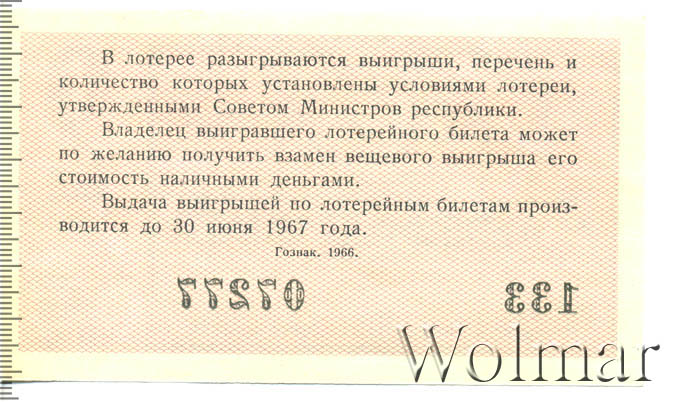 В лотерее разыгрываются выигрыши, перечень и
количество которых установлены условиями лотереи,
утвержденными Советом Министров республики.
Владелец выигравшего лотерейного билета может
по желанию получить взамен вещевого выигрыша его
стоимость наличными деньгами.
Выдача выигрышей по лотерейным билетам произ-
водится до 30 июня 1967 года.
Гознак. 1966.
133 07277
Wolmar